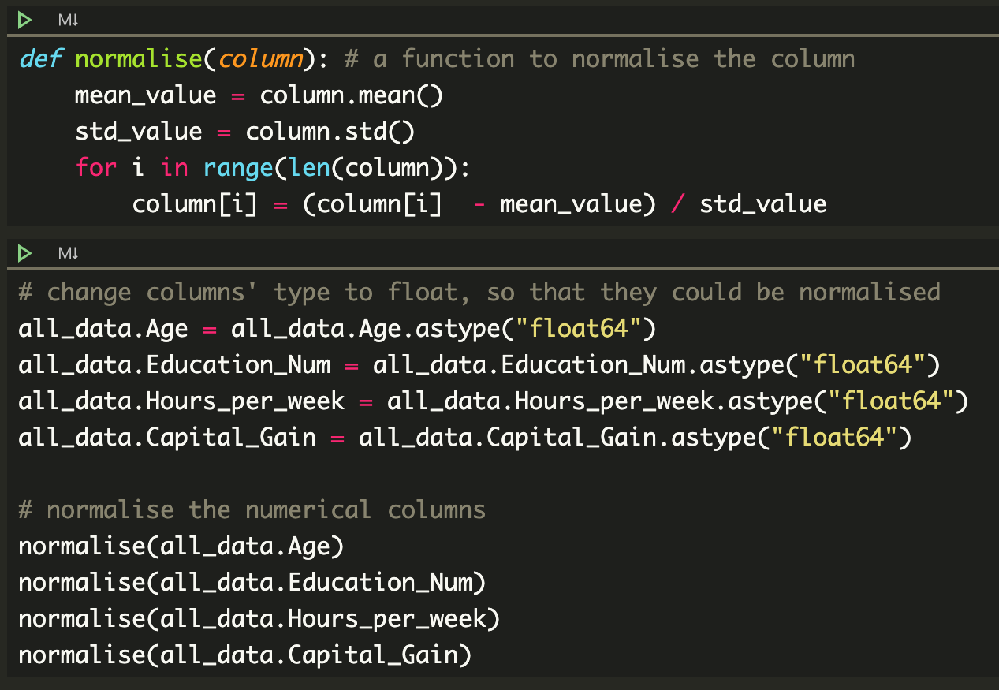 M↓
def normalise(column): # a function to normalise the column
    mean_value = column.mean()
    std_value = column.std()
    for i in range(len(column)):
        column[i] = (column[i]  - mean_value) / std_value
M↓
# change columns' type to float, so that they could be normalised
all_data.Age = all_data.Age.astype("float64")
all_data.Education_Num = all_data.Education_Num.astype("float64")
all_data.Hours_per_week = all_data.Hours_per_week.astype("float64")
all_data.Capital_Gain = all_data.Capital_Gain.astype("float64")
# normalise the numerical columns
normalise(all_data.Age)
normalise(all_data.Education_Num)
normalise(all_data.Hours_per_week)
normalise(all_data.Capital_Gain)